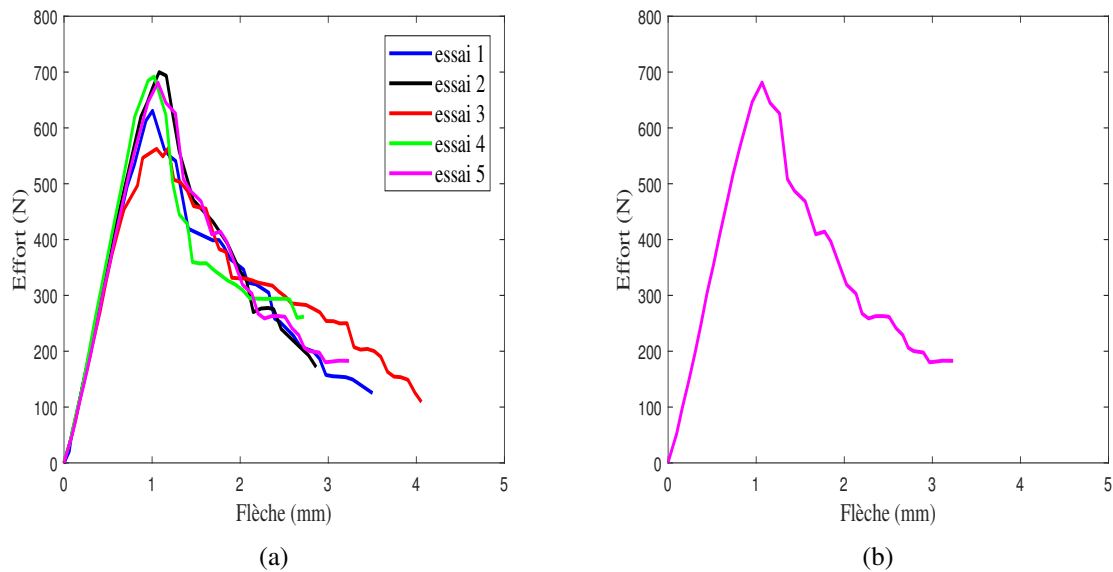 800
700
600
500
400
300
200
100
0
Effort (N)
0 1 2 3 4 5
Flèche (mm)
essai 1
essai 2
essai 3
essai 4
essai 5
(a)
800
700
600
500
400
300
200
100
0
Effort (N)
0 1 2 3 4 5
Flèche (mm)
(b)